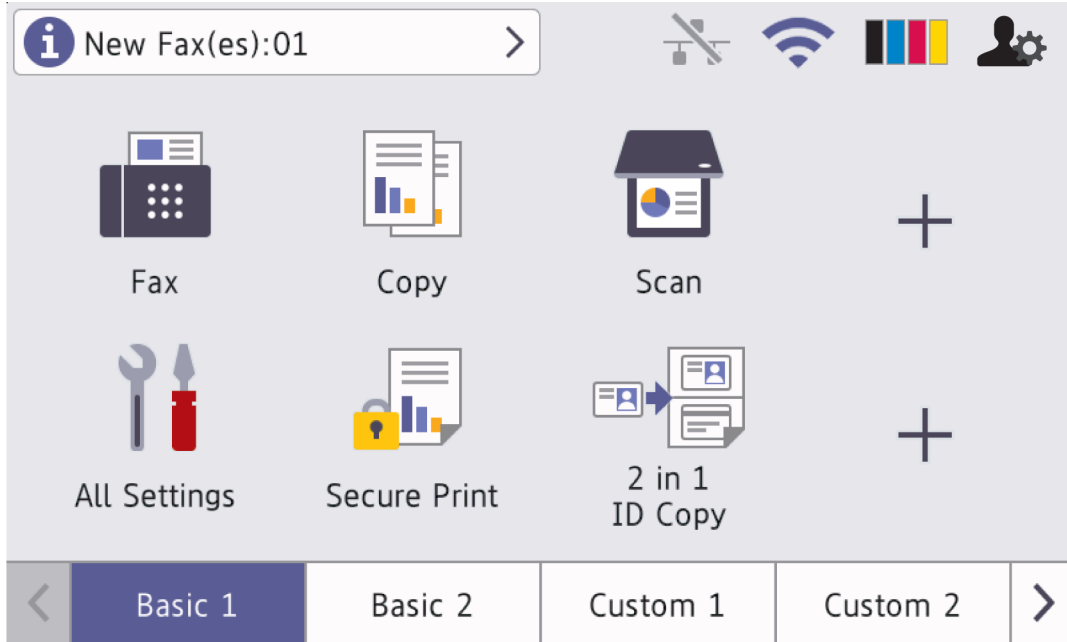 New Fax(es):01
Fax
Copy
Scan
All Settings
Secure Print
2 in 1
ID Copy
Basic 1
Basic 2
Custom 1
Custom 2